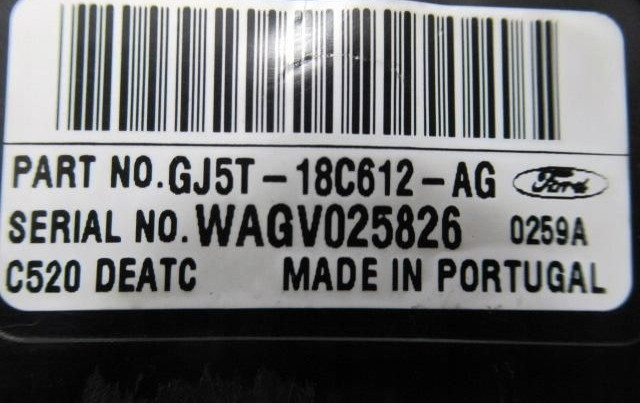 PART NO.GJ5T-18C612-AG Ford
SERIAL NO. WAGV025826 0259A
C520 DEATC MADE IN PORTUGAL